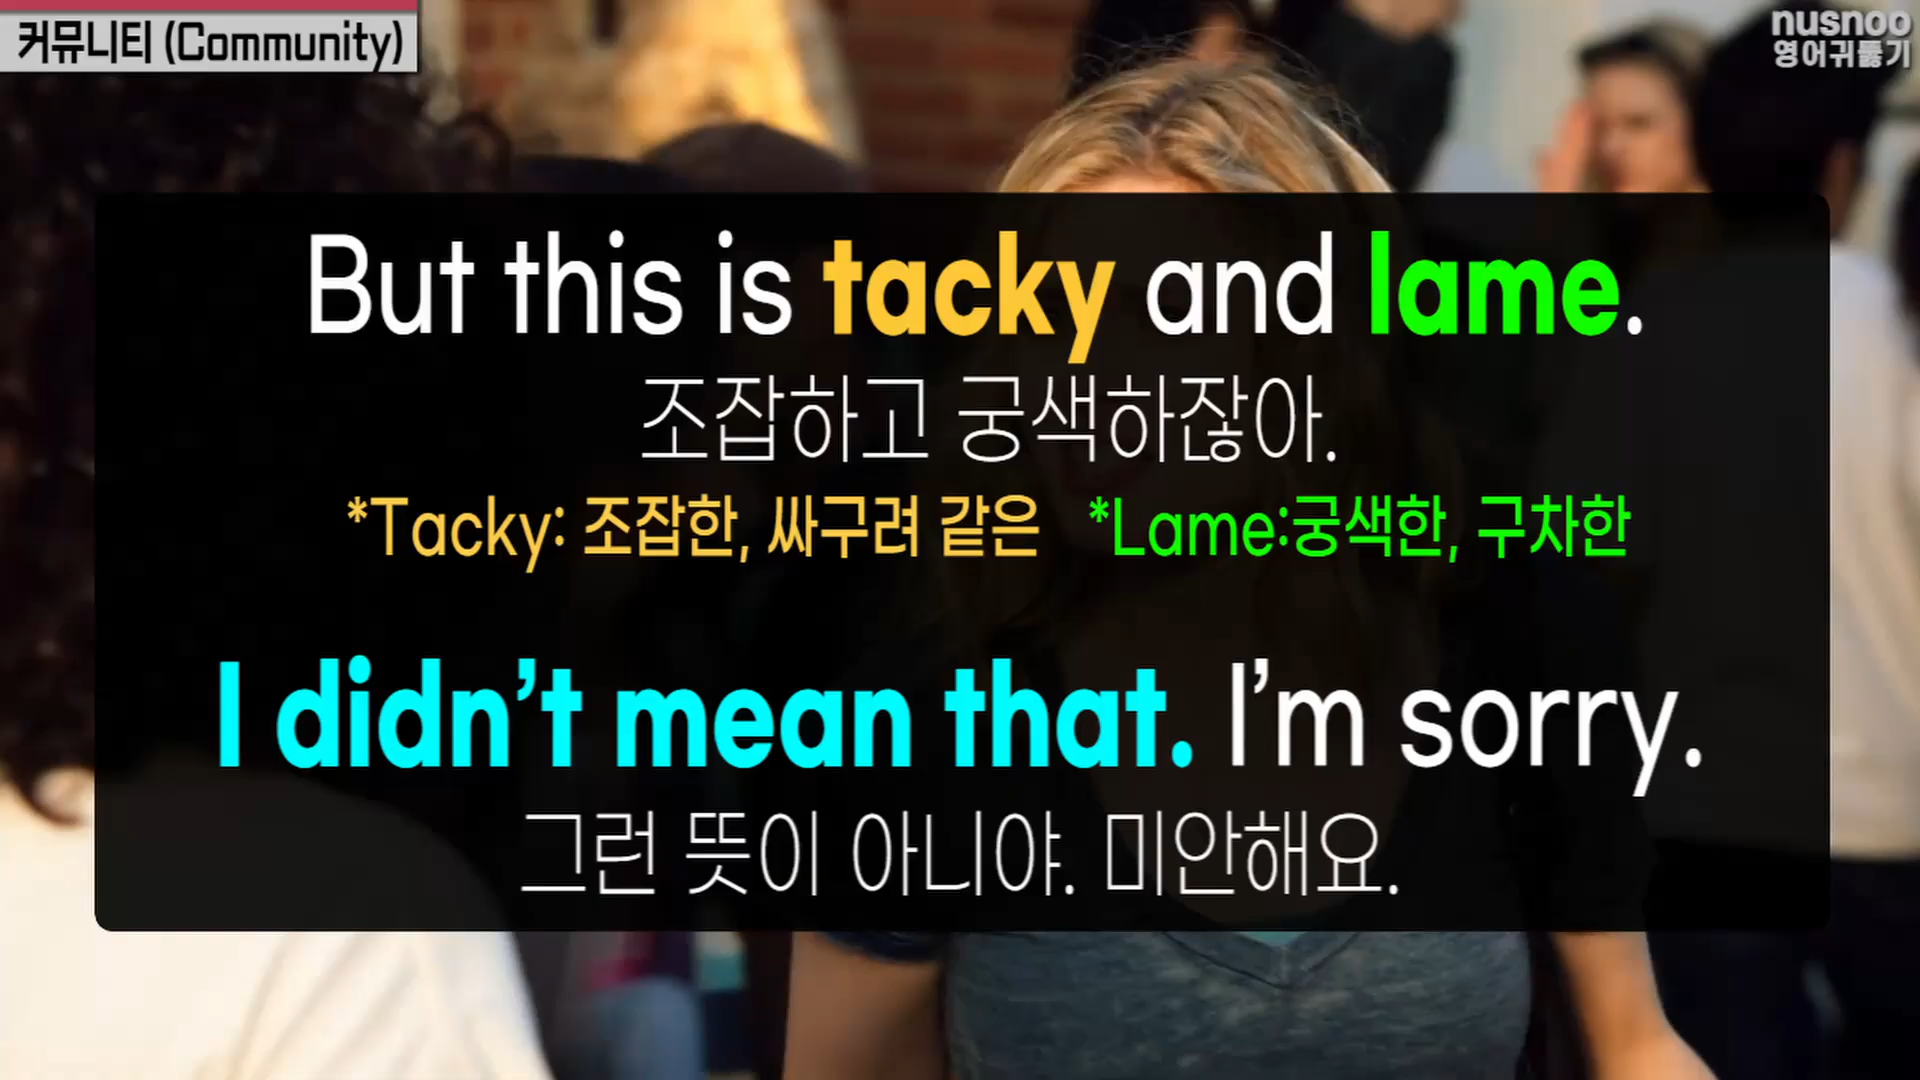 커뮤니티 (Community)
nusnoo
영어귀뚫기
But this is tacky and lame.
조잡하고 궁색하잖아.
*Tacky: 조잡한, 싸구려 같은 *Lame:궁색한, 구차한
I didn’t mean that. I’m sorry.
그런 뜻이 아니야. 미안해요.